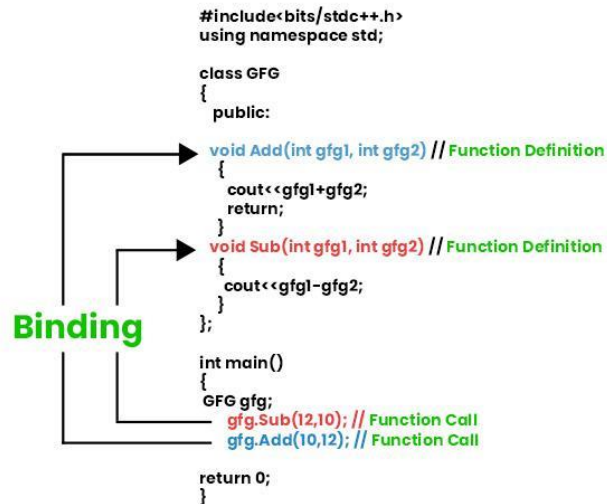 #include<bits/stdc++.h>
using namespace std;
class GFG
{
public:
void Add(int gfg1, int gfg2) // Function Definition
{
cout<<gfg1+gfg2;
return;
}
void Sub(int gfg1, int gfg2) // Function Definition
{
cout<<gfg1-gfg2;
}
};
Binding
int main()
{
GFG gfg;
gfg.Sub(12,10); // Function Call
gfg.Add(10,12); // Function Call
return 0;
}